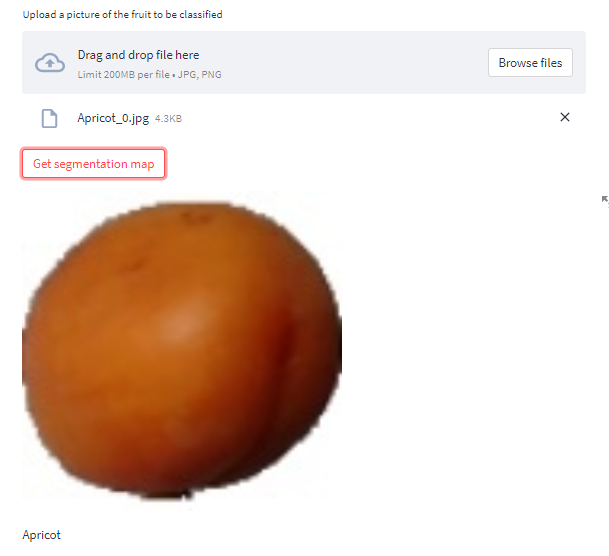 Upload a picture of the fruit to be classified
Drag and drop file here
Limit 200MB per file • JPG, PNG
Browse files
Apricot_0.jpg 4.3KB
Get segmentation map
Apricot